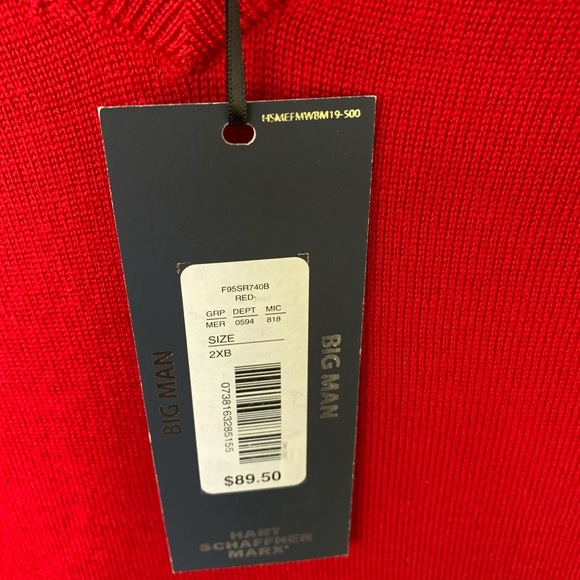 HSMEFMWBM19-500
F95SR740B
RED-
GRP DEPT MIC
MER 0594 818
SIZE
2XB
0738163285155
$89.50
BIG MAN
BIG MAN
HART
SCHAFFNER
MARX®